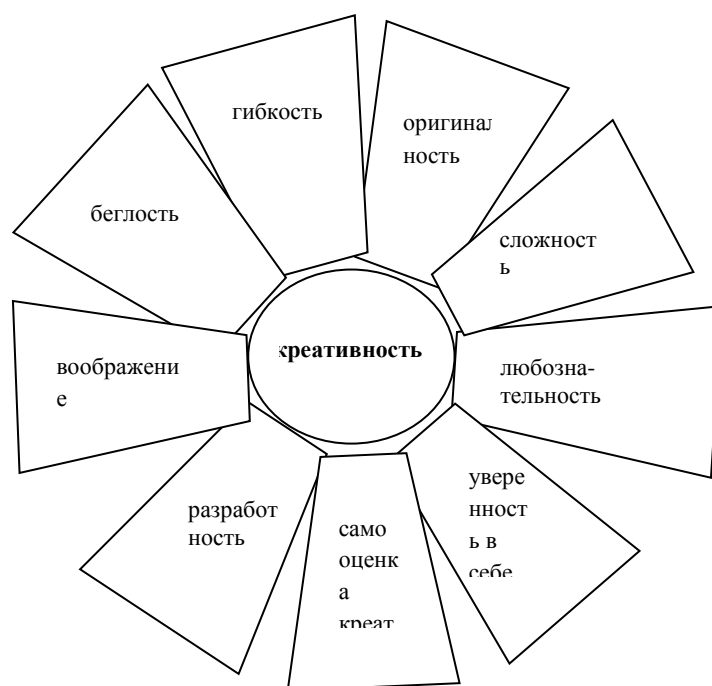 гибкость
оригинал
ность
сложност
ь
любозна-
тельность
увере
нност
ь в
себе
само
оценк
а
креат
разработ
ность
воображени
е
беглость
креативность